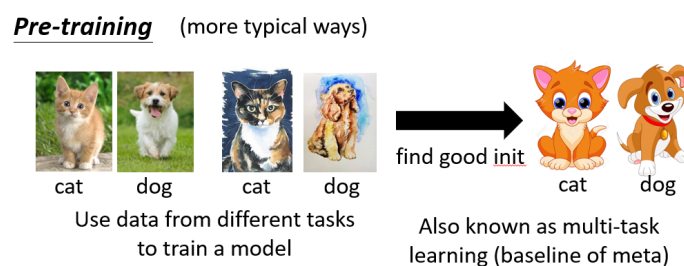 Pre-training (more typical ways)
cat dog cat dog
find good init
cat dog
Use data from different tasks
to train a model
Also known as multi-task
learning (baseline of meta)